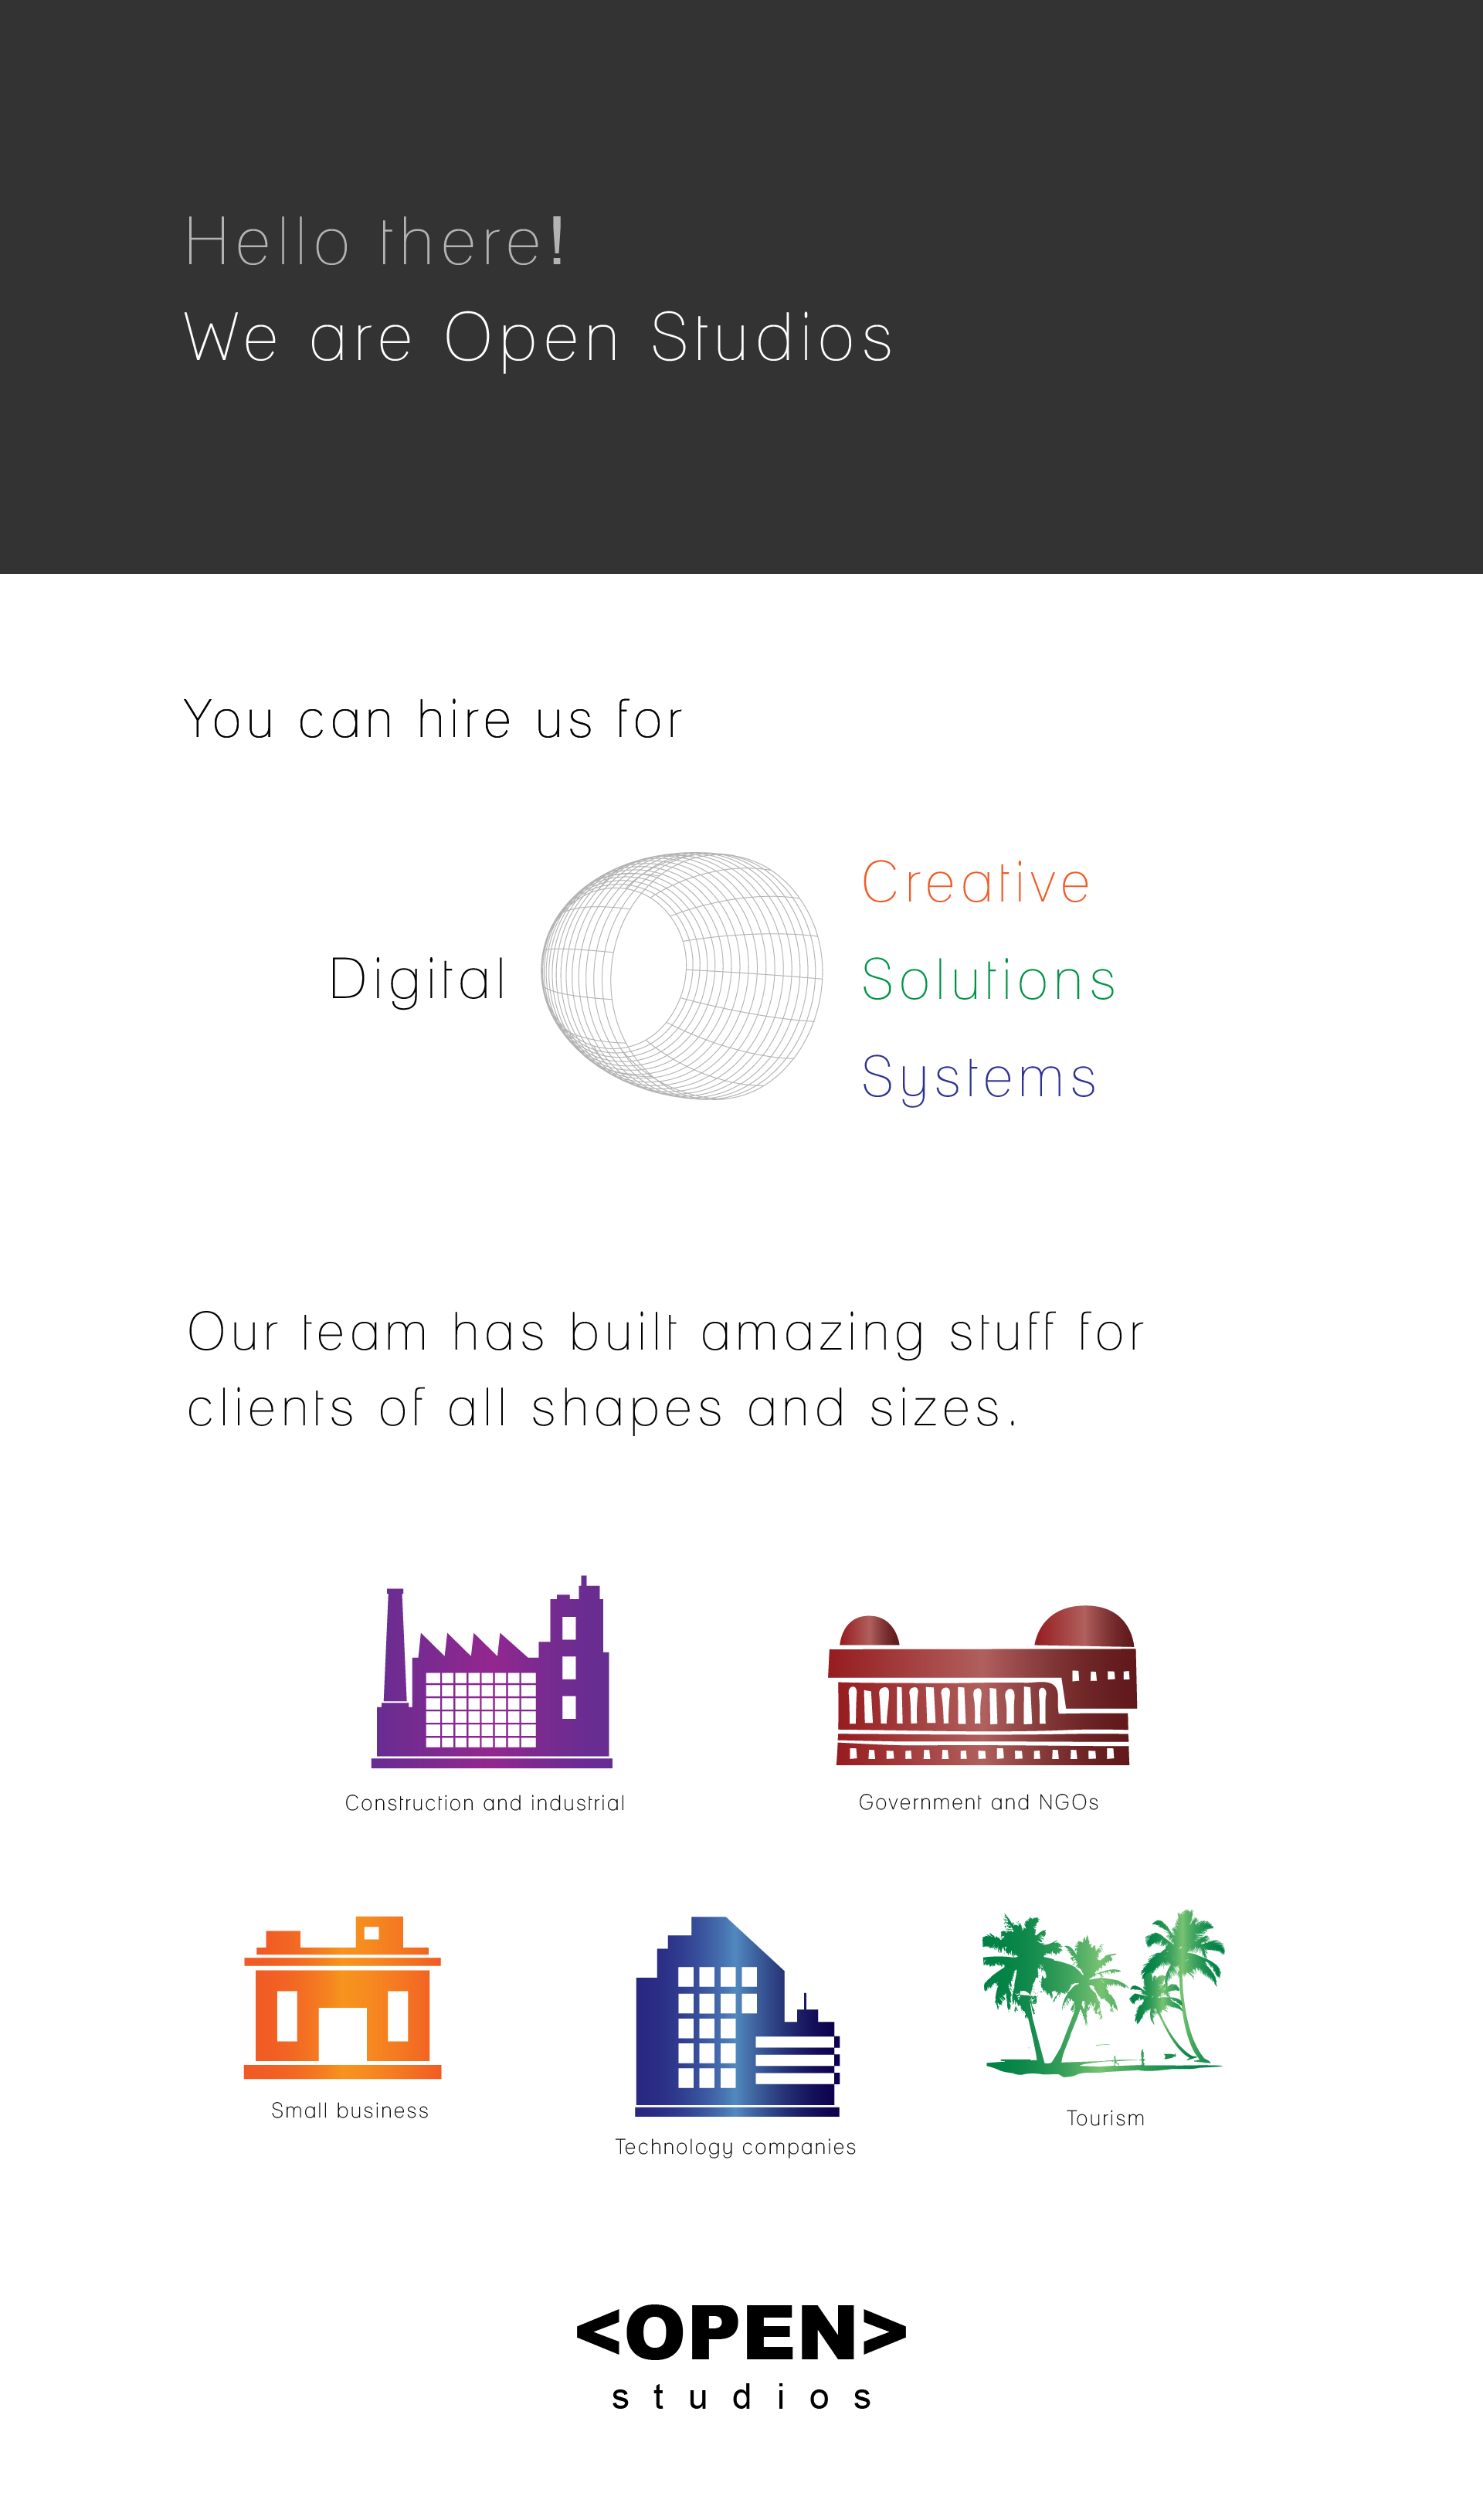 Hello there!
We are Open Studios
You can hire us for
Digital
Creative
Solutions
Systems
Our team has built amazing stuff for
clients of all shapes and sizes.
Construction and industrial
Government and NGOs
Small business
Technology companies
Tourism
<OPEN>
studios